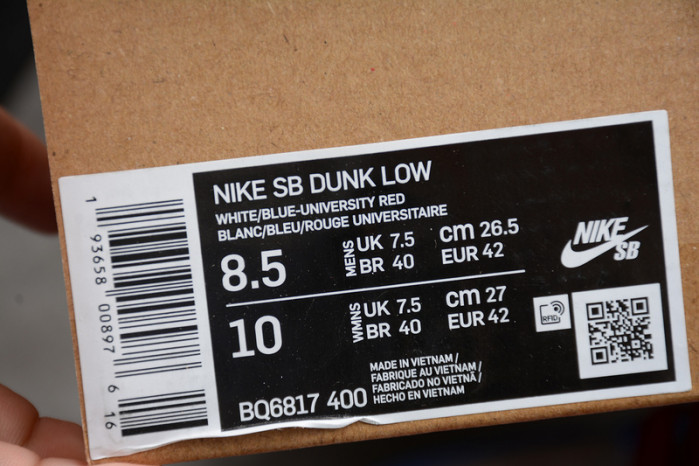 NIKE SB DUNK LOW
WHITE/BLUE-UNIVERSITY RED
BLANC/BLEU/ROUGE UNIVERSITAIRE
8.5
MENS
UK 7.5 cm 26.5
BR 40 EUR 42
10
WMNS
UK 7.5 cm 27
BR 40 EUR 42
BQ6817 400
MADE IN VIETNAM /
FABRIQUE AU VIETNAM /
FABRICADO NO VIETNÃ /
HECHO EN VIETNAM
NIKE
SB
RFID
1 93658 00897 6 16